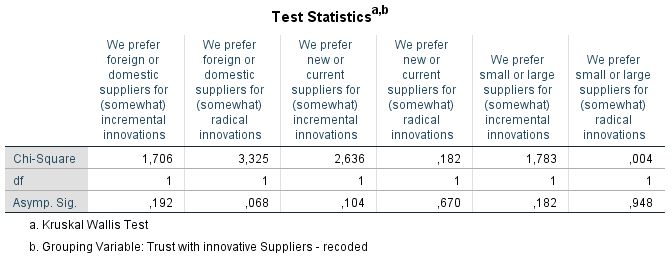 Test Statisticsa,b
We prefer foreign or domestic suppliers for (somewhat) incremental innovations
We prefer foreign or domestic suppliers for (somewhat) radical innovations
We prefer new or current suppliers for (somewhat) incremental innovations
We prefer new or current suppliers for (somewhat) radical innovations
We prefer small or large suppliers for (somewhat) incremental innovations
We prefer small or large suppliers for (somewhat) radical innovations
Chi-Square 1,706 3,325 2,636 ,182 1,783 ,004
df 1 1 1 1 1 1
Asymp. Sig. ,192 ,068 ,104 ,670 ,182 ,948
a. Kruskal Wallis Test
b. Grouping Variable: Trust with innovative Suppliers - recoded